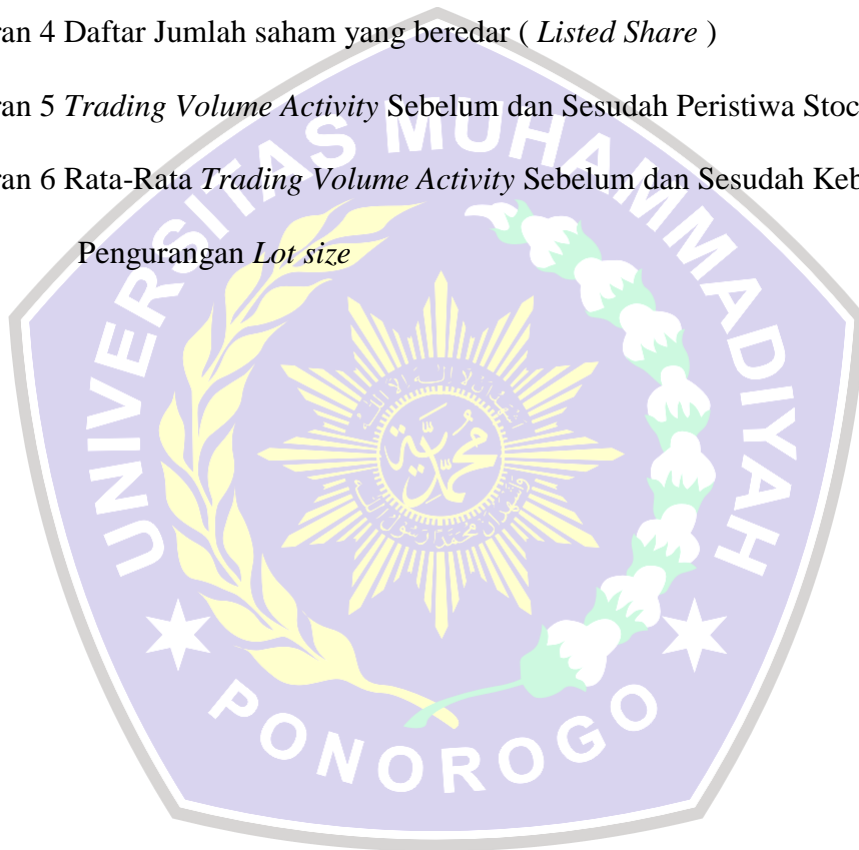 ran 4 Daftar Jumlah saham yang beredar ( Listed Share )
ran 5 Trading Volume Activity Sebelum dan Sesudah Peristiwa Stoc
ran 6 Rata-Rata Trading Volume Activity Sebelum dan Sesudah Keb
Pengurangan Lot size
UNIVERSITAS MUHAMMADIYAH
محمدية
PONOROGO